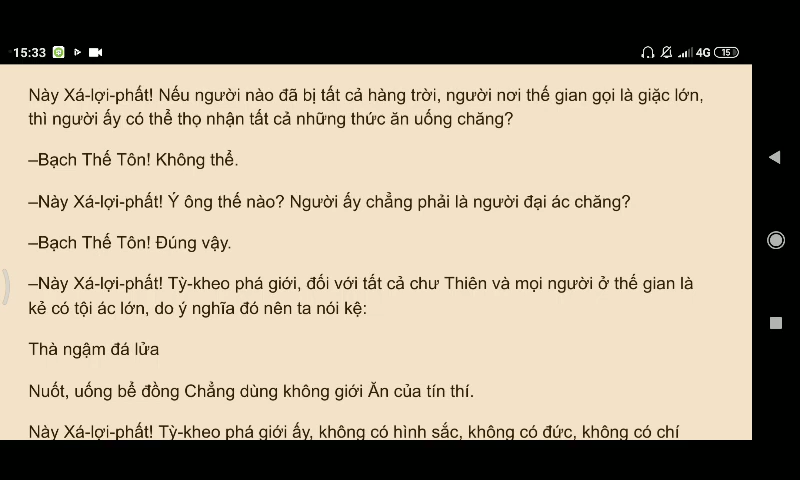 15:33
4G 15
Này Xá-lợi-phất! Nếu người nào đã bị tất cả hàng trời, người nơi thế gian gọi là giặc lớn,
thì người ấy có thể thọ nhận tất cả những thức ăn uống chăng?
–Bạch Thế Tôn! Không thể.
–Này Xá-lợi-phất! Ý ông thế nào? Người ấy chẳng phải là người đại ác chăng?
–Bạch Thế Tôn! Đúng vậy.
–Này Xá-lợi-phất! Tỳ-kheo phá giới, đối với tất cả chư Thiên và mọi người ở thế gian là
kẻ có tội ác lớn, do ý nghĩa đó nên ta nói kệ:
Thà ngậm đá lửa
Nuốt, uống bể đồng Chẳng dùng không giới Ăn của tín thí.
Này Xá-lợi-phất! Tỳ-kheo phá giới ấy, không có hình sắc, không có đức, không có chí